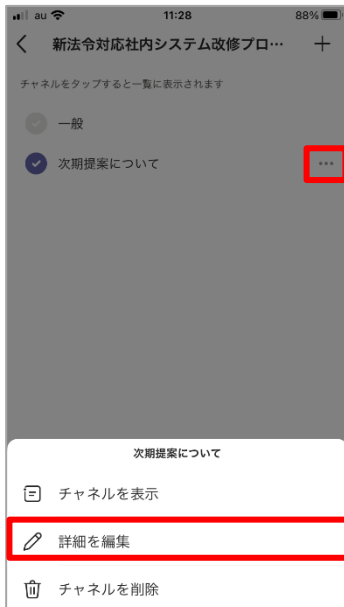 au 11:28 88%
新法令対応社内システム改修プロ…
チャネルをタップすると一覧に表示されます
一般
次期提案について
次期提案について
チャネルを表示
詳細を編集
チャネルを削除